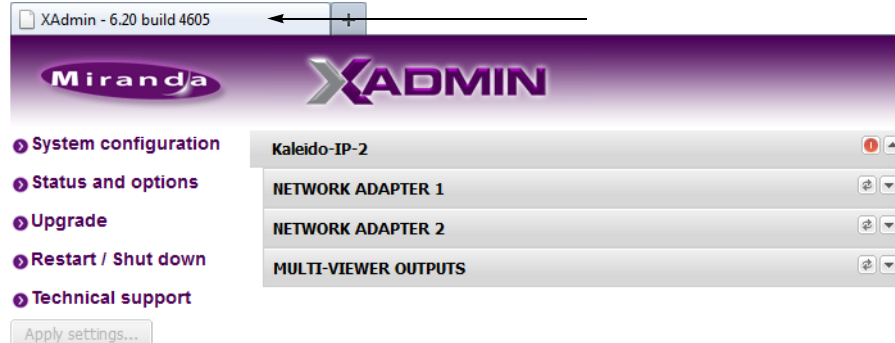 XAdmin - 6.20 build 4605
+
Miranda
XADMIN
System configuration
Status and options
Upgrade
Restart / Shut down
Technical support
Apply settings...
Kaleido-IP-2
NETWORK ADAPTER 1
NETWORK ADAPTER 2
MULTI-VIEWER OUTPUTS